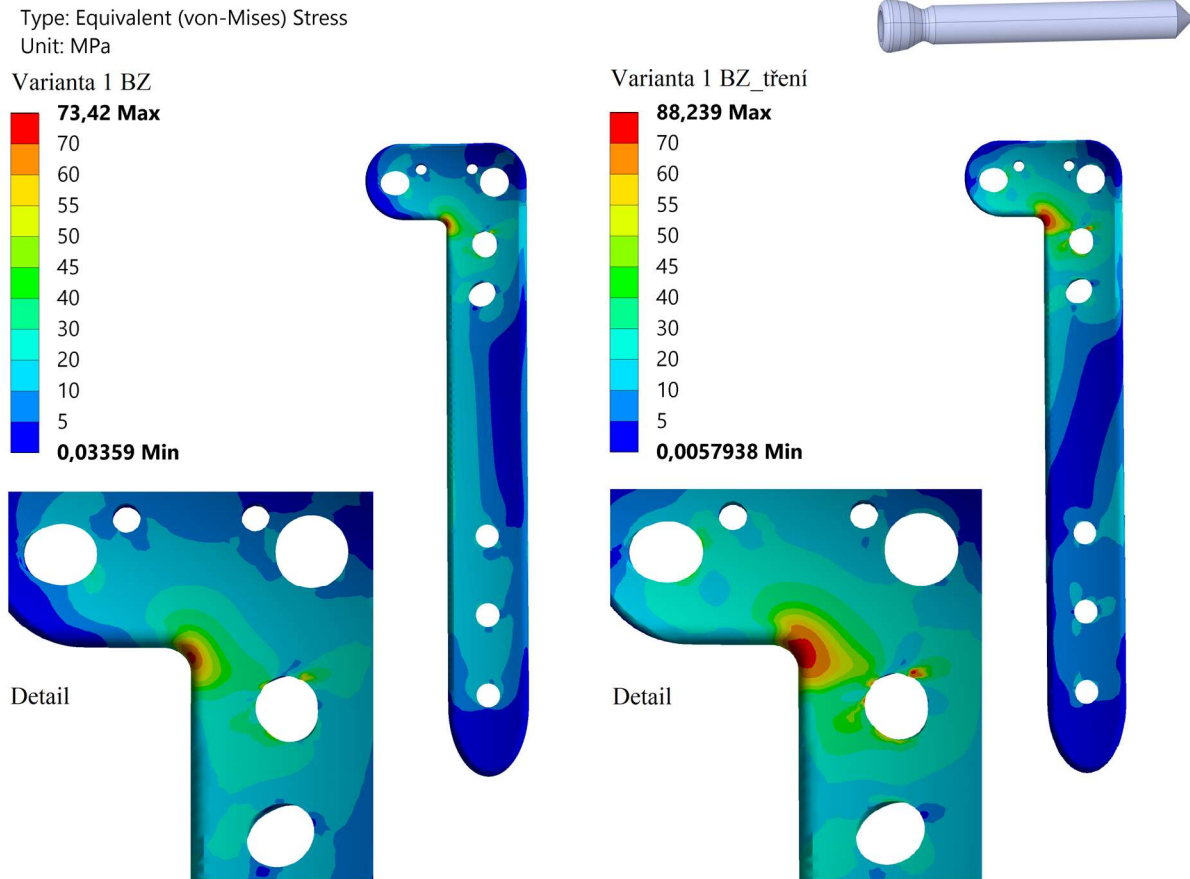 Type: Equivalent (von-Mises) Stress
Unit: MPa
Varianta 1 BZ
73,42 Max
70
60
55
50
45
40
30
20
10
5
0,03359 Min
Detail
Varianta 1 BZ_tření
88,239 Max
70
60
55
50
45
40
30
20
10
5
0,0057938 Min
Detail